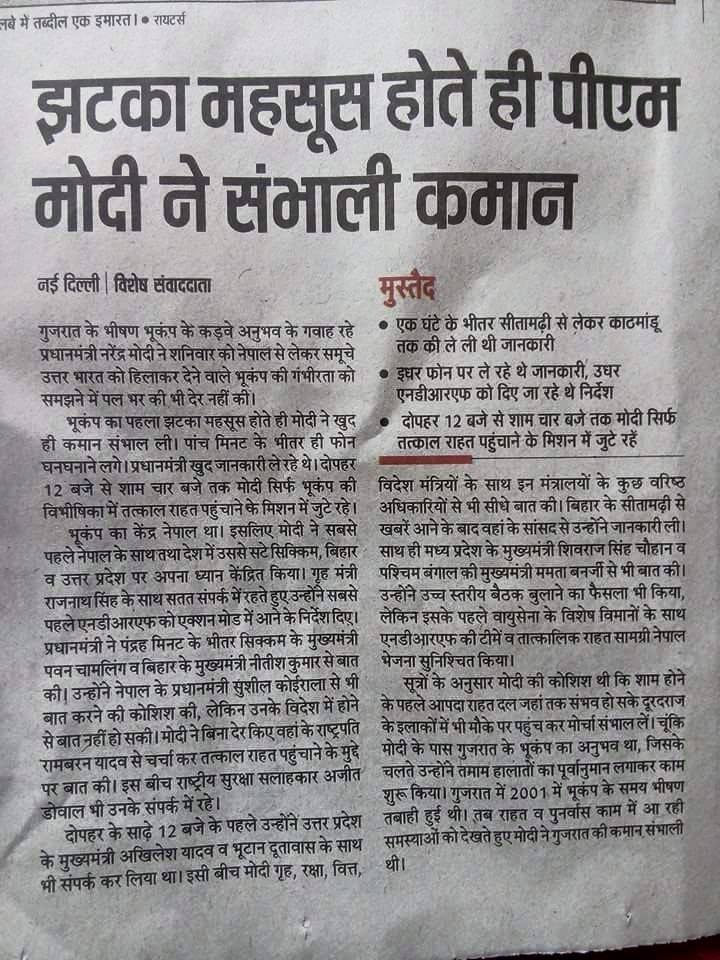 लबे में तब्दील एक इमारत। ● रायटर्स
झटका महसूस होते ही पीएम
मोदी ने संभाली कमान
नई दिल्ली | विशेष संवाददाता
गुजरात के भीषण भूकंप के कड़वे अनुभव के गवाह रहे
प्रधानमंत्री नरेंद्र मोदी ने शनिवार को नेपाल से लेकर समूचे
उत्तर भारत को हिलाकर देने वाले भूकंप की गंभीरता को
समझने में पल भर की भी देर नहीं की।
भूकंप का पहला झटका महसूस होते ही मोदी ने खुद
ही कमान संभाल ली। पांच मिनट के भीतर ही फोन
घनघनाने लगे। प्रधानमंत्री खुद जानकारी ले रहे थे। दोपहर
12 बजे से शाम चार बजे तक मोदी सिर्फ भूकंप की
विभीषिका में तत्काल राहत पहुंचाने के मिशन में जुटे रहे।
भूकंप का केंद्र नेपाल था। इसलिए मोदी ने सबसे
पहले नेपाल के साथ तथा देश में उससे सटे सिक्किम, बिहार
व उत्तर प्रदेश पर अपना ध्यान केंद्रित किया। गृह मंत्री
राजनाथ सिंह के साथ सतत संपर्क में रहते हुए उन्होंने सबसे
पहले एनडीआरएफ को एक्शन मोड में आने के निर्देश दिए।
प्रधानमंत्री ने पंद्रह मिनट के भीतर सिक्कम के मुख्यमंत्री
पवन चामलिंग व बिहार के मुख्यमंत्री नीतीश कुमार से बात
की। उन्होंने नेपाल के प्रधानमंत्री सुशील कोईराला से भी
बात करने की कोशिश की, लेकिन उनके विदेश में होने
से बात नहीं हो सकी। मोदी ने बिना देर किए वहां के राष्ट्रपति
रामबरन यादव से चर्चा कर तत्काल राहत पहुंचाने के मुद्दे
पर बात की। इस बीच राष्ट्रीय सुरक्षा सलाहकार अजीत
डोवाल भी उनके संपर्क में रहे।
दोपहर के साढ़े 12 बजे के पहले उन्होंने उत्तर प्रदेश
के मुख्यमंत्री अखिलेश यादव व भूटान दूतावास के साथ
भी संपर्क कर लिया था। इसी बीच मोदी गृह, रक्षा, वित्त,
मुस्तैद
● एक घंटे के भीतर सीतामढ़ी से लेकर काठमांडू
तक की ले ली थी जानकारी
● इधर फोन पर ले रहे थे जानकारी, उधर
एनडीआरएफ को दिए जा रहे थे निर्देश
● दोपहर 12 बजे से शाम चार बजे तक मोदी सिर्फ
तत्काल राहत पहुंचाने के मिशन में जुटे रहें
विदेश मंत्रियों के साथ इन मंत्रालयों के कुछ वरिष्ठ
अधिकारियों से भी सीधे बात की। बिहार के सीतामढ़ी से
खबरें आने के बाद वहां के सांसद से उन्होंने जानकारी ली।
साथ ही मध्य प्रदेश के मुख्यमंत्री शिवराज सिंह चौहान व
पश्चिम बंगाल की मुख्यमंत्री ममता बनर्जी से भी बात की।
उन्होंने उच्च स्तरीय बैठक बुलाने का फैसला भी किया,
लेकिन इसके पहले वायुसेना के विशेष विमानों के साथ
एनडीआरएफ की टीमें व तात्कालिक राहत सामग्री नेपाल
भेजना सुनिश्चित किया।
सूत्रों के अनुसार मोदी की कोशिश थी कि शाम होने
के पहले आपदा राहत दल जहां तक संभव हो सके दूरदराज
के इलाकों में भी मौके पर पहुंच कर मोर्चा संभाल लें। चूंकि
मोदी के पास गुजरात के भूकंप का अनुभव था, जिसके
चलते उन्होंने तमाम हालांतों का पूर्वानुमान लगाकर काम
शुरू किया। गुजरात में 2001 में भूकंप के समय भीषण
तबाही हुई थी। तब राहत व पुनर्वास काम में आ रही
समस्याओं को देखते हुए मोदी ने गुजरात की कमान संभाली
थी।